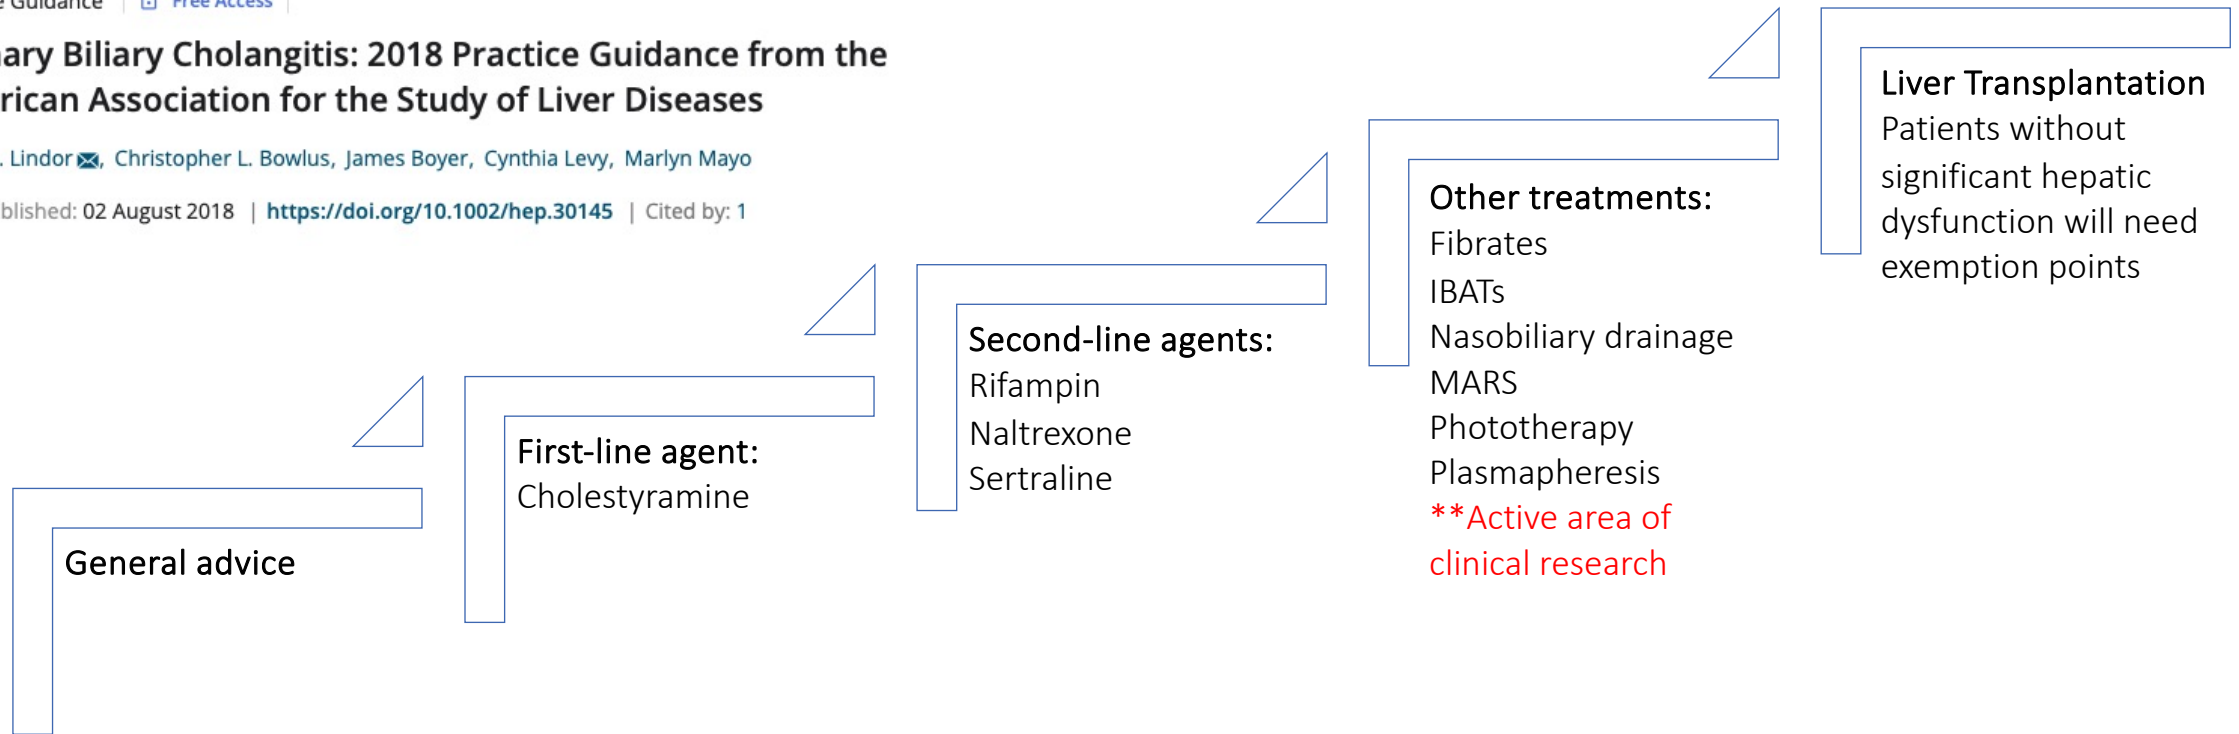 Guidance
Free Access
ary Biliary Cholangitis: 2018 Practice Guidance from the
rican Association for the Study of Liver Diseases
. Lindor, Christopher L. Bowlus, James Boyer, Cynthia Levy, Marlyn Mayo
blished: 02 August 2018 | https://doi.org/10.1002/hep.30145 | Cited by: 1
General advice
First-line agent:
Cholestyramine
Second-line agents:
Rifampin
Naltrexone
Sertraline
Other treatments:
Fibrates
IBATs
Nasobiliary drainage
MARS
Phototherapy
Plasmapheresis
**Active area of
clinical research
Liver Transplantation
Patients without
significant hepatic
dysfunction will need
exemption points